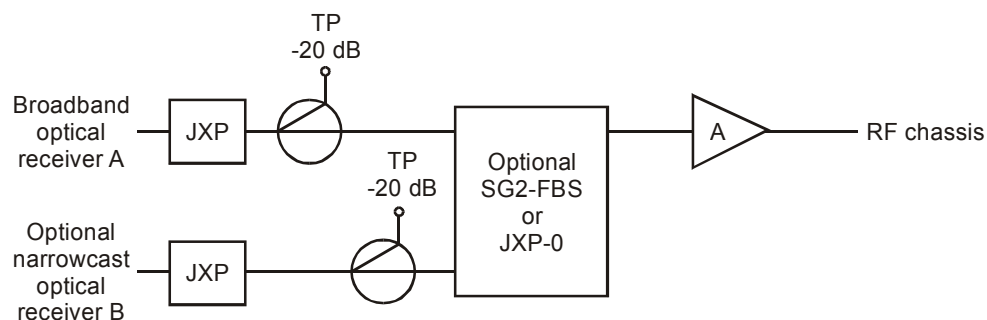 TP
-20 dB
Broadband
optical
receiver A
JXP
A
RF chassis
Optional
SG2-FBS
or
JXP-0
TP
-20 dB
Optional
narrowcast
optical
receiver B
JXP